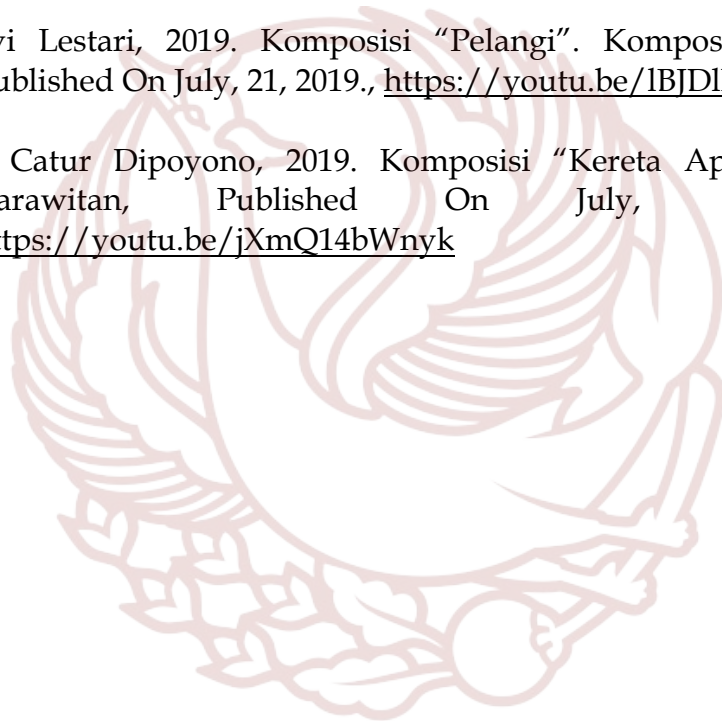 vi Lestari, 2019. Komposisi “Pelangi”. Kompos
ublished On July, 21, 2019., https://youtu.be/lBJDl
Catur Dipoyono, 2019. Komposisi “Kereta Ap
arawitan, Published On July,
ttps://youtu.be/jXmQ14bWnyk